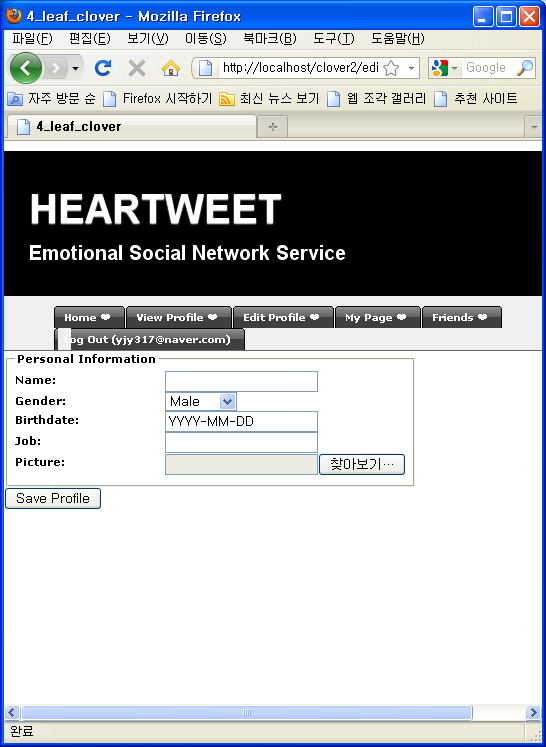 4_leaf_clover - Mozilla Firefox
파일(F) 편집(E) 보기(V) 이동(S) 북마크(B) 도구(T) 도움말(H)
http://localhost/clover2/edi Google
자주 방문 순 Firefox 시작하기 최신 뉴스 보기 웹 조각 갤러리 추천 사이트
4_leaf_clover
HEARTWEET
Emotional Social Network Service
Home ❤ View Profile ❤ Edit Profile ❤ My Page ❤ Friends ❤
Log Out (yjy317@naver.com)
Personal Information
Name:
Gender: Male
Birthdate: YYYY-MM-DD
Job:
Picture: 찾아보기…
Save Profile
완료